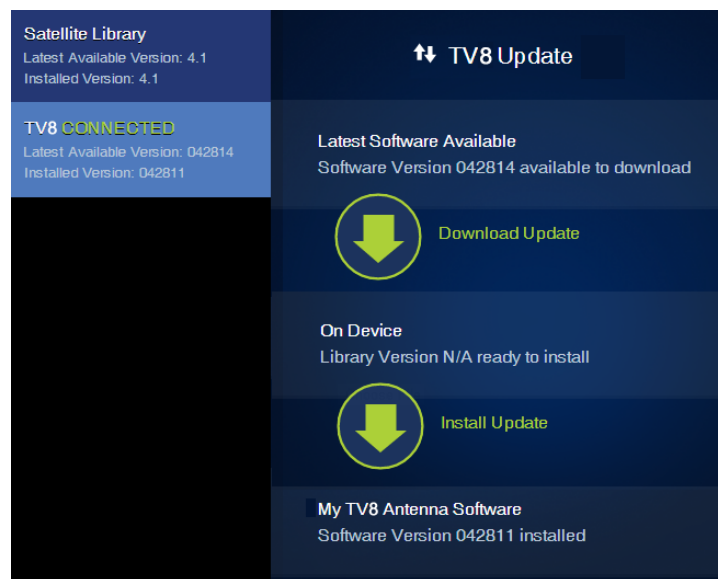 Satellite Library
Latest Available Version: 4.1
Installed Version: 4.1
TV8 CONNECTED
Latest Available Version: 042814
Installed Version: 042811
TV8 Update
Latest Software Available
Software Version 042814 available to download
Download Update
On Device
Library Version N/A ready to install
Install Update
My TV8 Antenna Software
Software Version 042811 installed